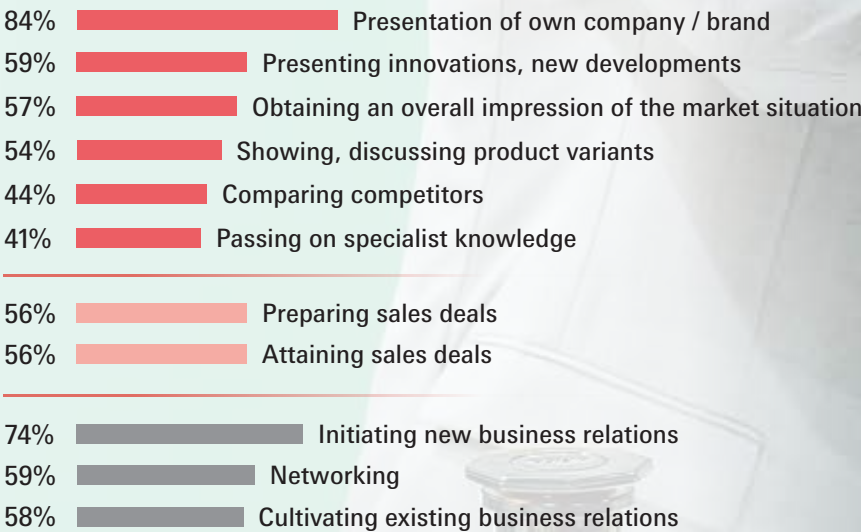 84% Presentation of own company / brand
59% Presenting innovations, new developments
57% Obtaining an overall impression of the market situation
54% Showing, discussing product variants
44% Comparing competitors
41% Passing on specialist knowledge
56% Preparing sales deals
56% Attaining sales deals
74% Initiating new business relations
59% Networking
58% Cultivating existing business relations